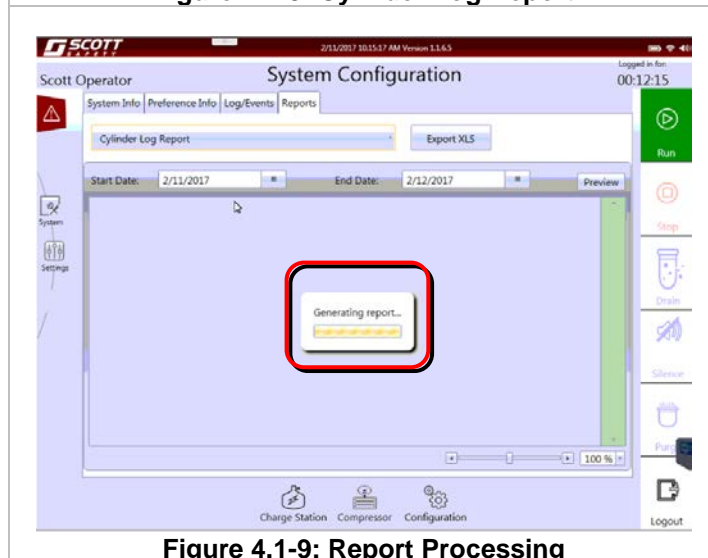 SCOTT
SAFETY
2/11/2017 10:15:17 AM Version 1.1.6.5
Scott Operator
System Configuration
Logged in for:
00:12:15
System Info
Preference Info
Log/Events
Reports
Cylinder Log Report
Export XLS
Start Date:
2/11/2017
End Date:
2/12/2017
Preview
Generating report...
100 %
System
Settings
Run
Stop
Drain
Silence
Logout
Charge Station
Compressor
Configuration
Figure 4.1-9: Report Processing